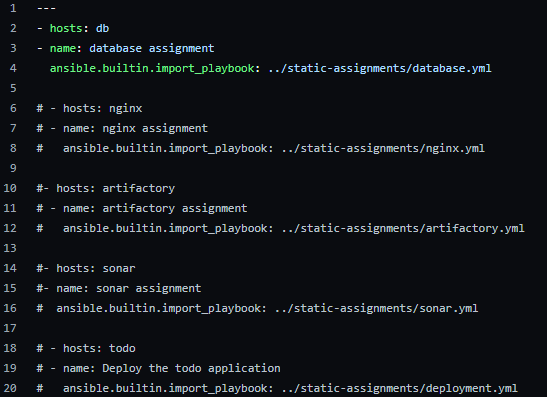 1 ---
2 - hosts: db
3 - name: database assignment
4   ansible.builtin.import_playbook: ../static-assignments/database.yml
5
6 # - hosts: nginx
7 # - name: nginx assignment
8 #   ansible.builtin.import_playbook: ../static-assignments/nginx.yml
9
10 #- hosts: artifactory
11 # - name: artifactory assignment
12 #   ansible.builtin.import_playbook: ../static-assignments/artifactory.yml
13
14 #- hosts: sonar
15 #- name: sonar assignment
16 #  ansible.builtin.import_playbook: ../static-assignments/sonar.yml
17
18 # - hosts: todo
19 # - name: Deploy the todo application
20 #   ansible.builtin.import_playbook: ../static-assignments/deployment.yml